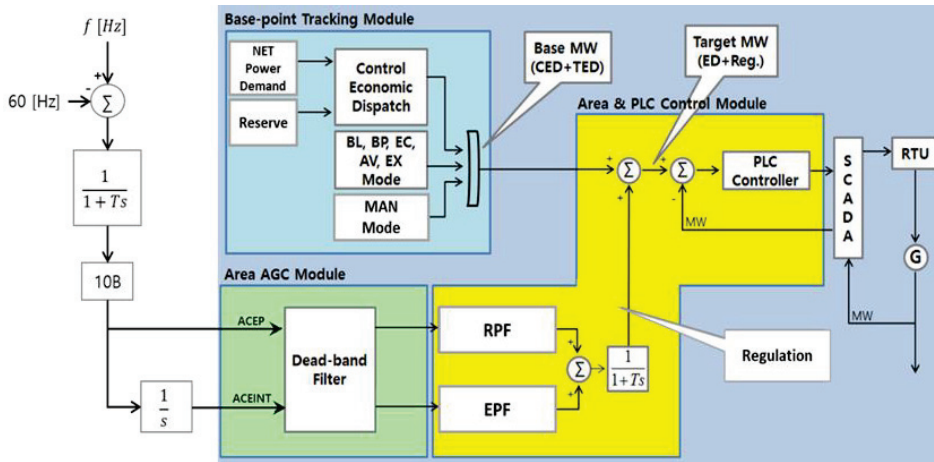 f [Hz]
+
-
60 [Hz]
Σ
1
1 + Ts
10B
1
s
Base-point Tracking Module
NET
Power
Demand
Reserve
Control
Economic
Dispatch
BL, BP, EC,
AV, EX
Mode
MAN
Mode
Base MW
(CED+TED)
Target MW
(ED+Reg.)
Area & PLC Control Module
+
Σ
+
+
Σ
-
MW
PLC
Controller
S
C
A
D
A
RTU
G
MW
Area AGC Module
ACEP
ACEINT
Dead-band
Filter
RPF
EPF
+
Σ
+
1
1+Ts
Regulation